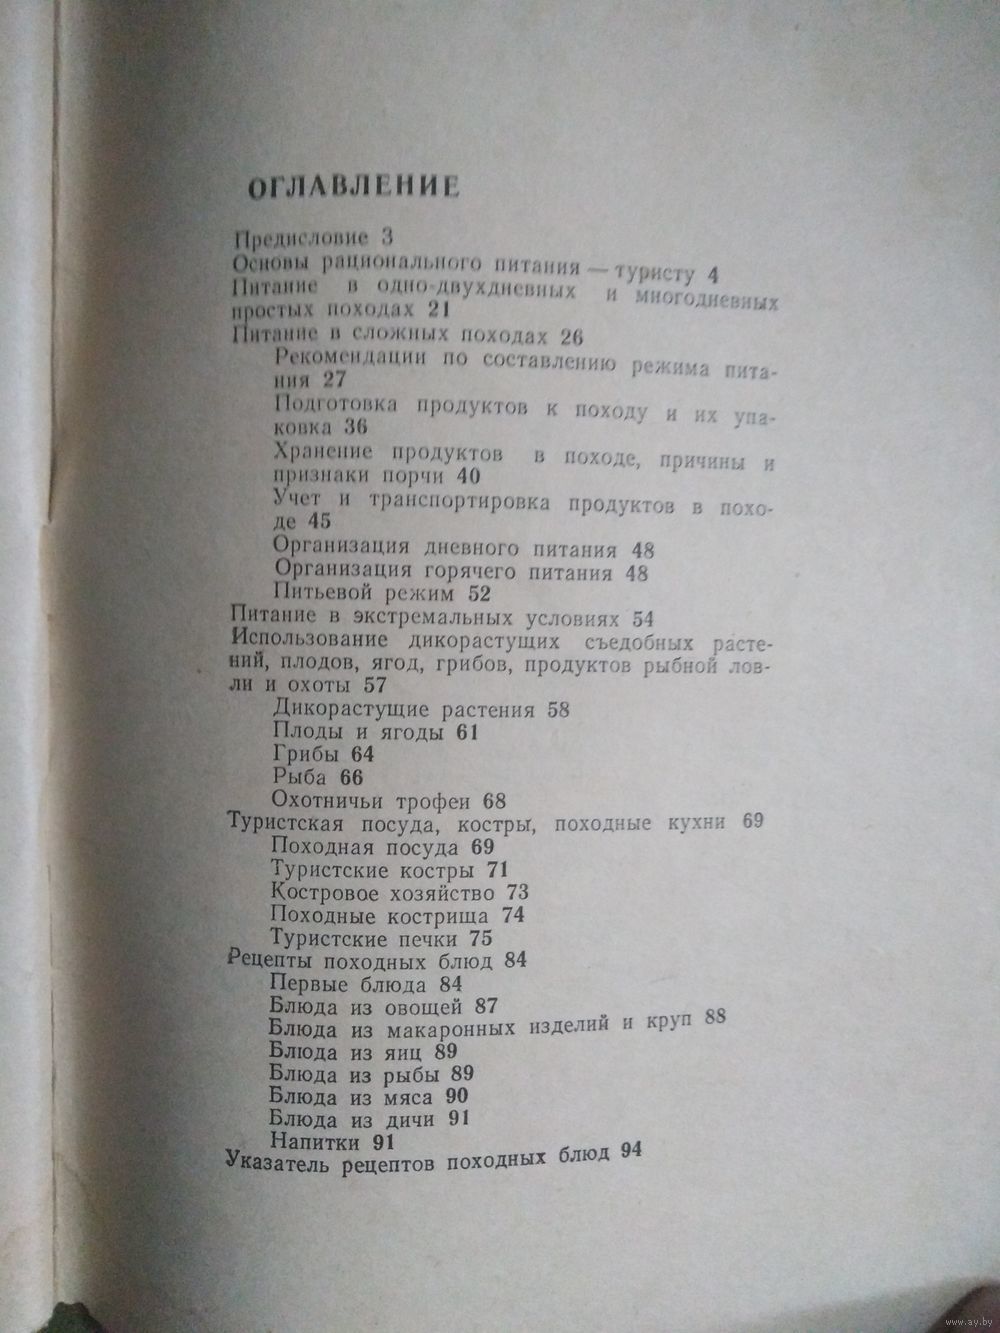 ОГЛАВЛЕНИЕ
Предисловие 3
Основы рационального питания — туристу 4
Питание в одно-двухдневных и многодневных
простых походах 21
Питание в сложных походах 26
Рекомендации по составлению режима пита-
ния 27
Подготовка продуктов к походу и их упа-
ковка 36
Хранение продуктов в походе, причины и
признаки порчи 40
Учет и транспортировка продуктов в похо-
де 45
Организация дневного питания 48
Организация горячего питания 48
Питьевой режим 52
Питание в экстремальных условиях 54
Использование дикорастущих съедобных расте-
ний, плодов, ягод, грибов, продуктов рыбной лов-
ли и охоты 57
Дикорастущие растения 58
Плоды и ягоды 61
Грибы 64
Рыба 66
Охотничьи трофеи 68
Туристская посуда, костры, походные кухни 69
Походная посуда 69
Туристские костры 71
Костровое хозяйство 73
Походные кострища 74
Туристские печки 75
Рецепты походных блюд 84
Первые блюда 84
Блюда из овощей 87
Блюда из макаронных изделий и круп 88
Блюда из яиц 89
Блюда из рыбы 89
Блюда из мяса 90
Блюда из дичи 91
Напитки 91
Указатель рецептов походных блюд 94
www.ay.by